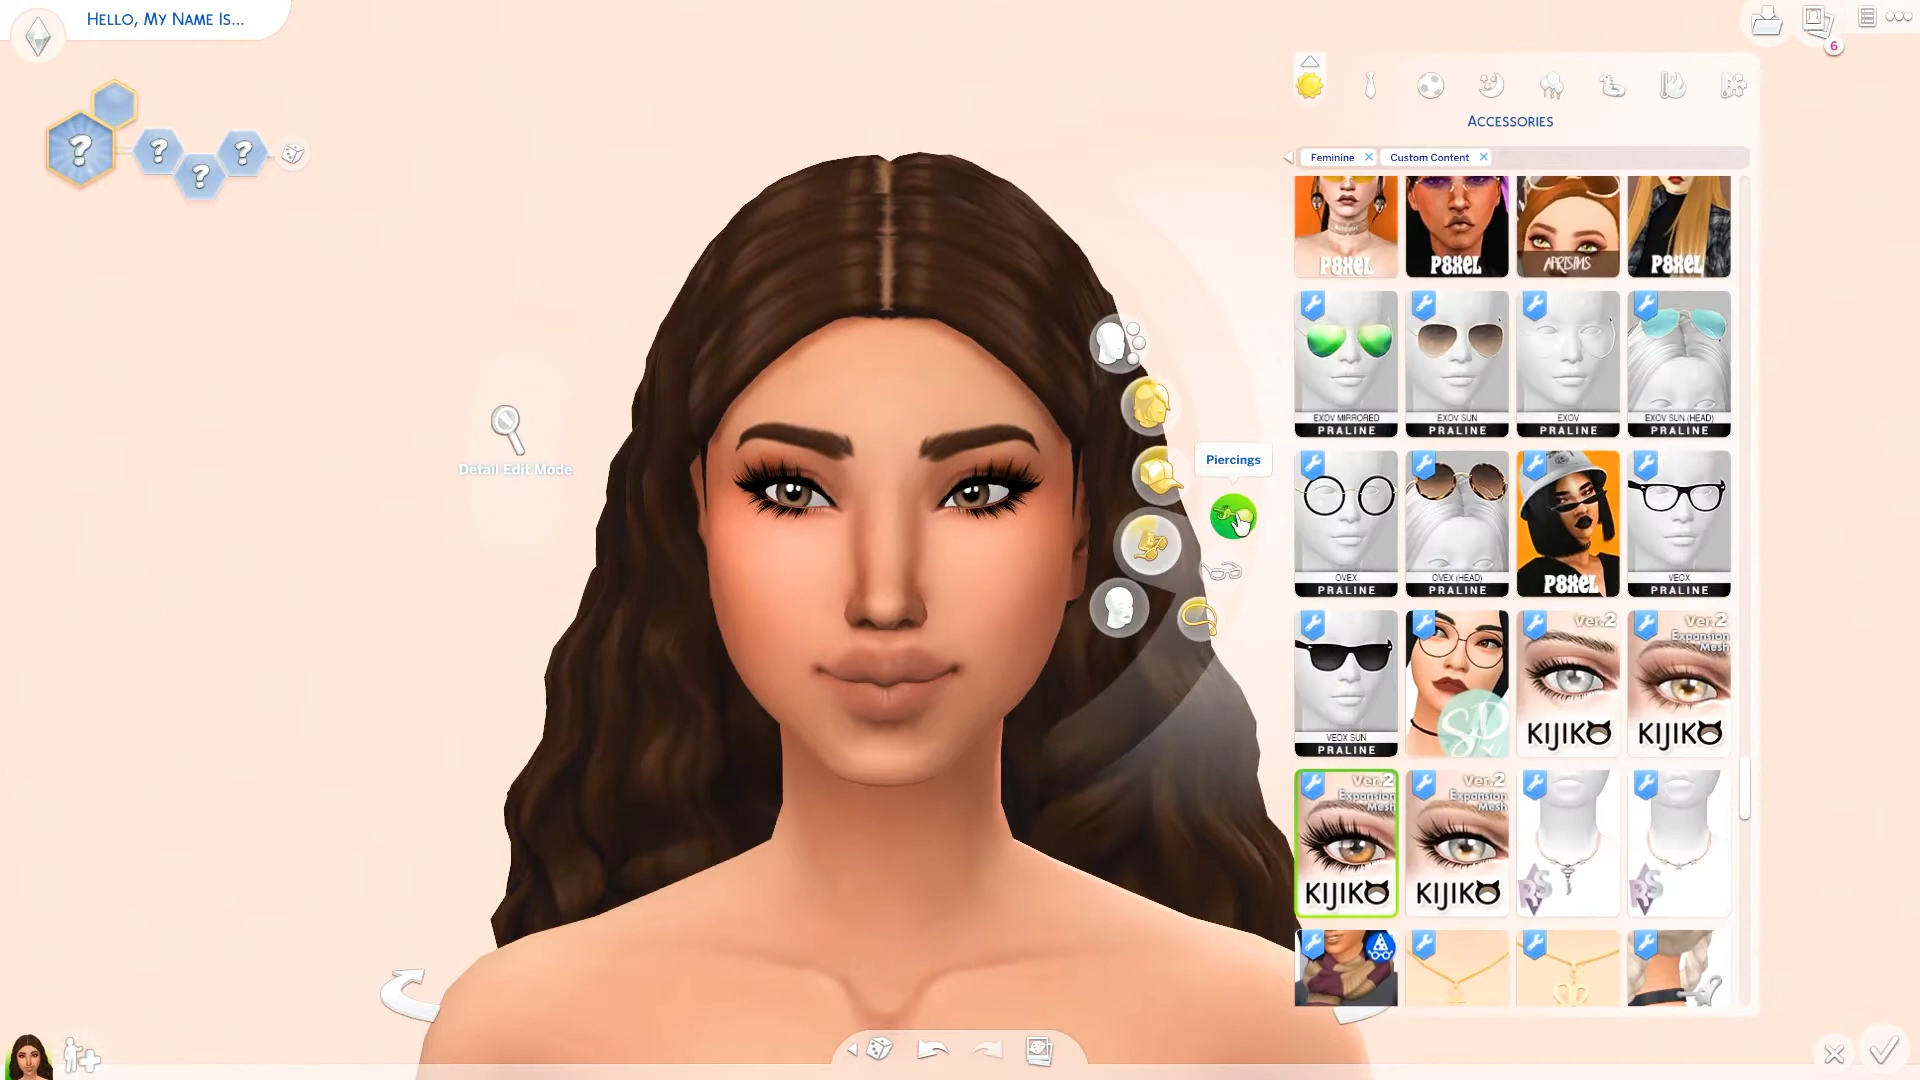 Hello, My Name Is...
6
Accessories
Feminine
Custom Content
P8XEL
P8XEL
APRISIMS
P8XEL
EXOV MIRRORED
PRALINE
EXOV SUN
PRALINE
EXOV
PRALINE
EXOV SUN (HEAD)
PRALINE
Detail Edit Mode
Piercings
OVEX
PRALINE
OVEX (HEAD)
PRALINE
P8XEL
VEOX
PRALINE
VEOX SUN
PRALINE
Ver.2
KIJIKO
Ver.2
Expansion
Mesh
KIJIKO
Ver.2
Expansion
Mesh
KIJIKO
Ver.2
Expansion
Mesh
KIJIKO
RS
RS